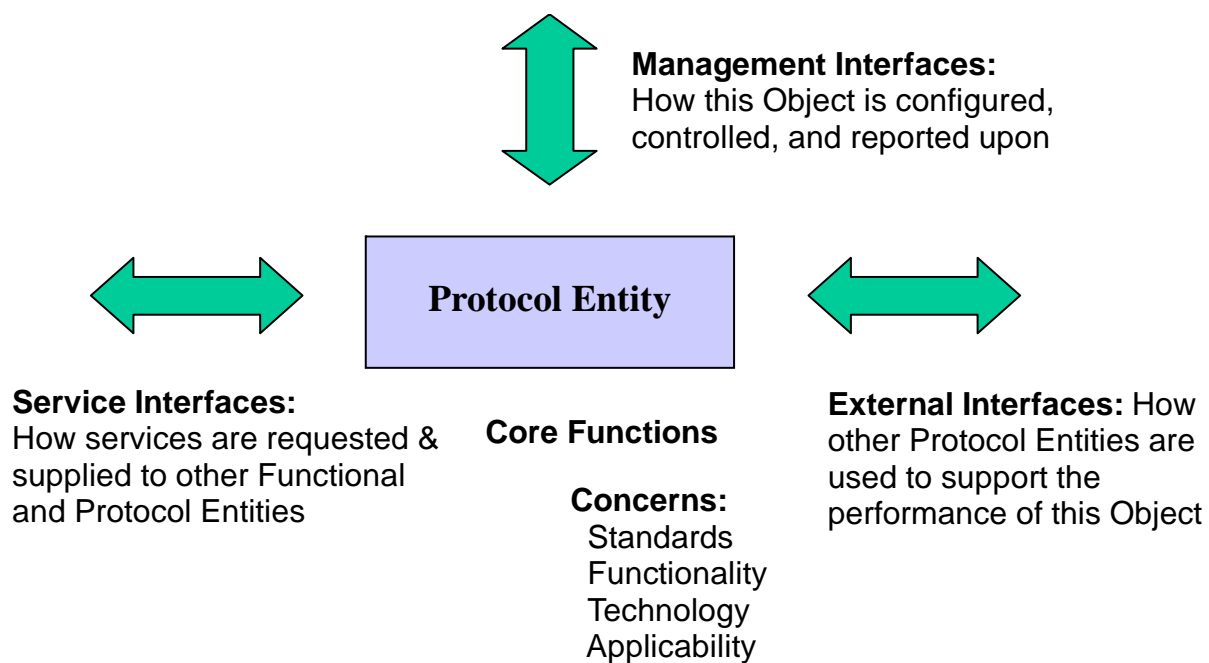 Management Interfaces:
How this Object is configured,
controlled, and reported upon
Protocol Entity
Service Interfaces:
How services are requested &
supplied to other Functional
and Protocol Entities
Core Functions
Concerns:
Standards
Functionality
Technology
Applicability
External Interfaces: How
other Protocol Entities are
used to support the
performance of this Object